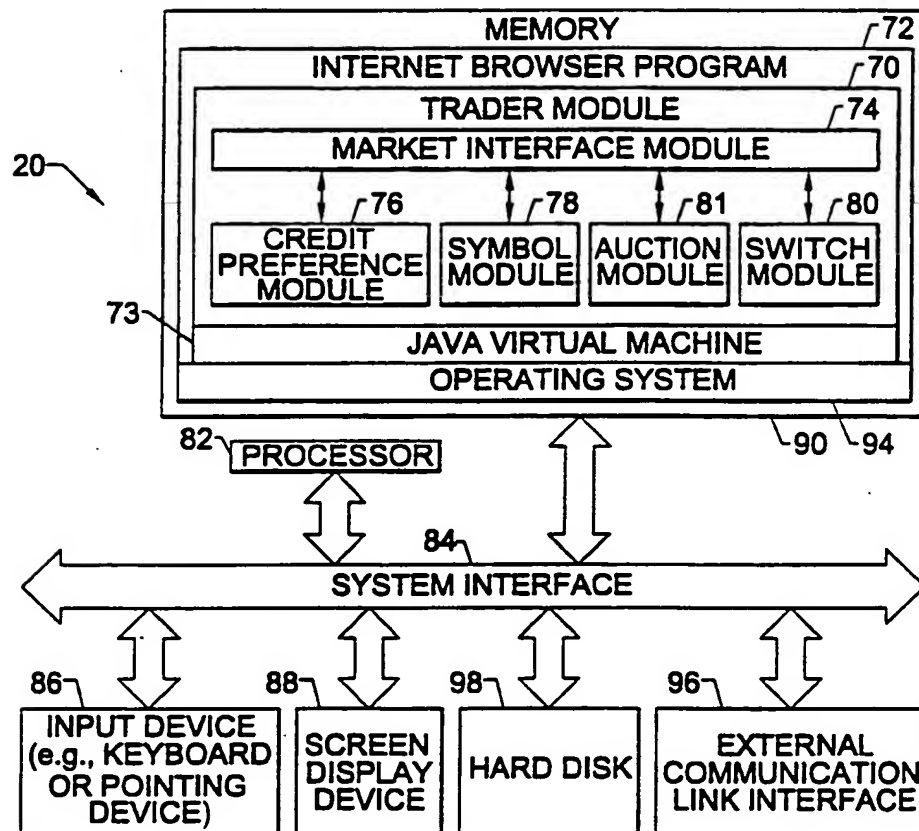 MEMORY
72
INTERNET BROWSER PROGRAM
70
TRADER MODULE
74
MARKET INTERFACE MODULE
20
76
78
81
80
CREDIT
PREFERENCE
MODULE
SYMBOL
MODULE
AUCTION
MODULE
SWITCH
MODULE
73
JAVA VIRTUAL MACHINE
OPERATING SYSTEM
90
94
82
PROCESSOR
84
SYSTEM INTERFACE
86
88
98
96
INPUT DEVICE
(e.g., KEYBOARD
OR POINTING
DEVICE)
SCREEN
DISPLAY
DEVICE
HARD DISK
EXTERNAL
COMMUNICATION
LINK INTERFACE